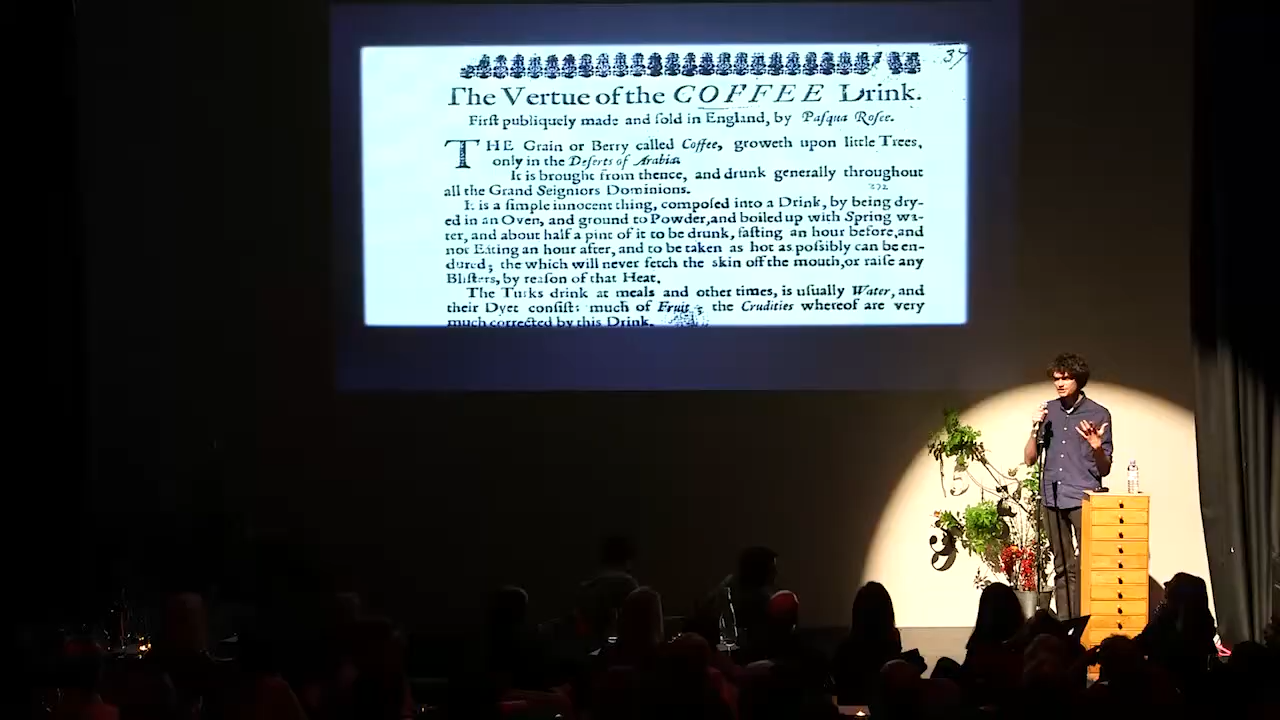 37
The Vertue of the COFFEE Drink.
Firſt publiquely made and ſold in England, by Paſqua Roſee.
THE Grain or Berry called Coffee, groweth upon little Trees,
only in the Deſerts of Arabia.
It is brought from thence, and drunk generally throughout
all the Grand Seigniors Dominions.
It is a ſimple innocent thing, compoſed into a Drink, by being dry-
ed in an Oven, and ground to Powder, and boiled up with Spring wa-
ter, and about half a pint of it to be drunk, faſting an hour before, and
not Eating an hour after, and to be taken as hot as poſsibly can be en-
dured; the which will never fetch the skin off the mouth, or raiſe any
Bliſters, by reaſon of that Heat.
The Turks drink at meals and other times, is uſually Water, and
their Dyet conſiſts much of Fruit; the Crudities whereof are very
much corrected by this Drink.
5
3